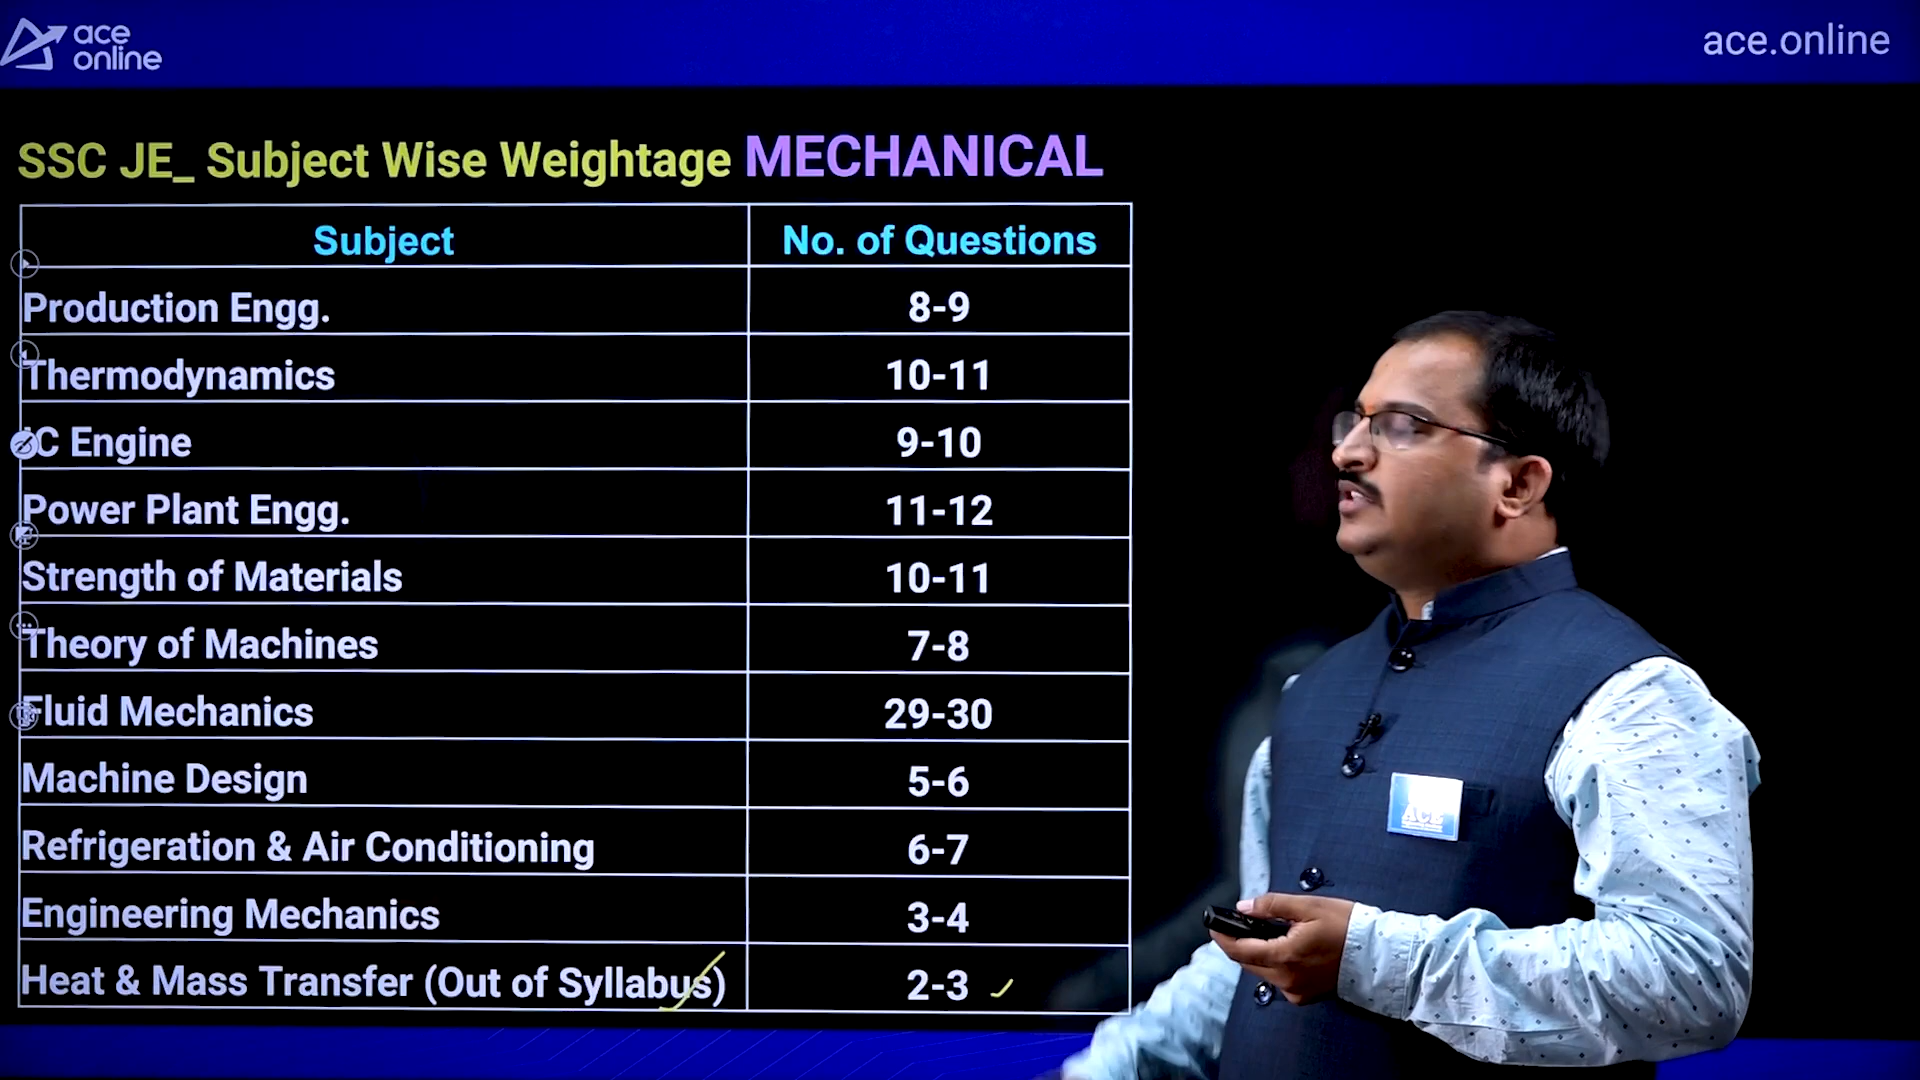 ace
online
ace.online
SSC JE_ Subject Wise Weightage MECHANICAL
Subject No. of Questions
Production Engg. 8-9
Thermodynamics 10-11
IC Engine 9-10
Power Plant Engg. 11-12
Strength of Materials 10-11
Theory of Machines 7-8
Fluid Mechanics 29-30
Machine Design 5-6
Refrigeration & Air Conditioning 6-7
Engineering Mechanics 3-4
Heat & Mass Transfer (Out of Syllabus) 2-3
ACE